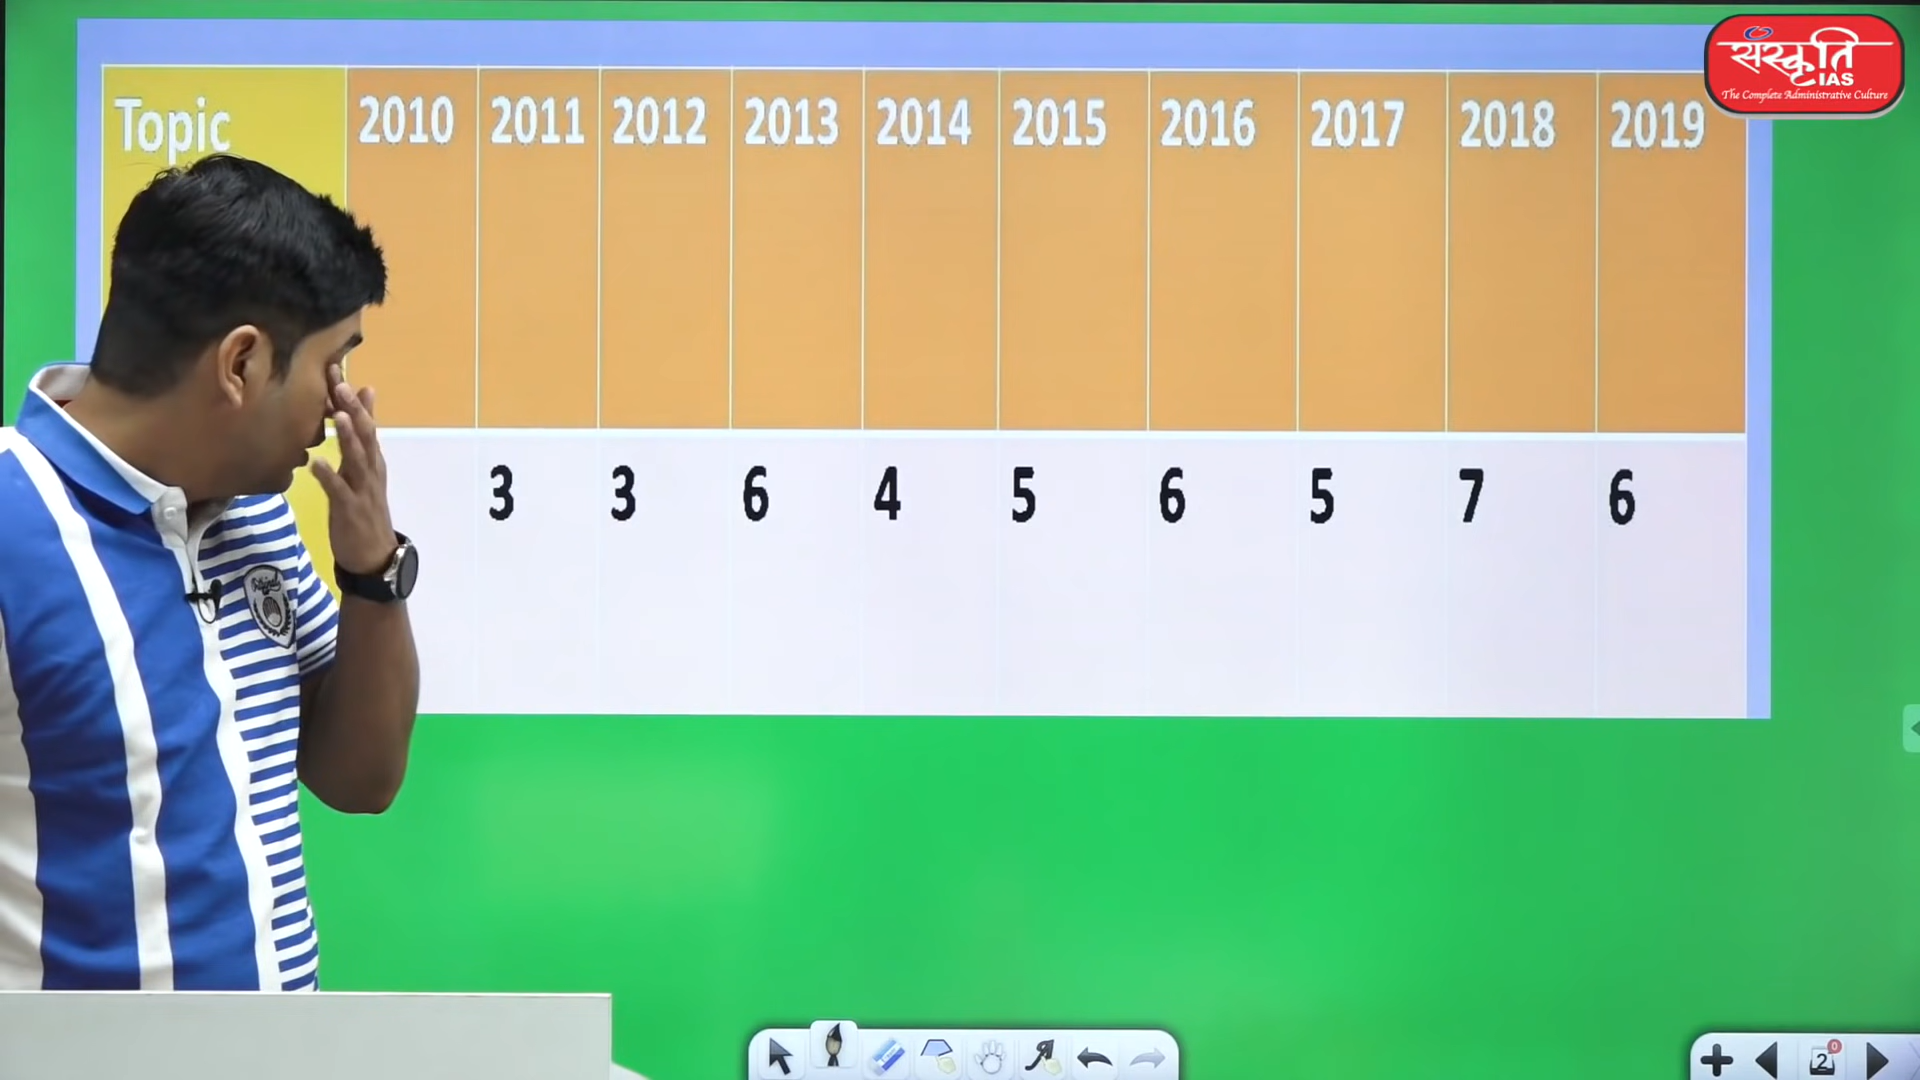 संस्कृति
IAS
The Complete Administrative Culture
Topic 2010 2011 2012 2013 2014 2015 2016 2017 2018 2019
3 3 6 4 5 6 5 7 6
2
0